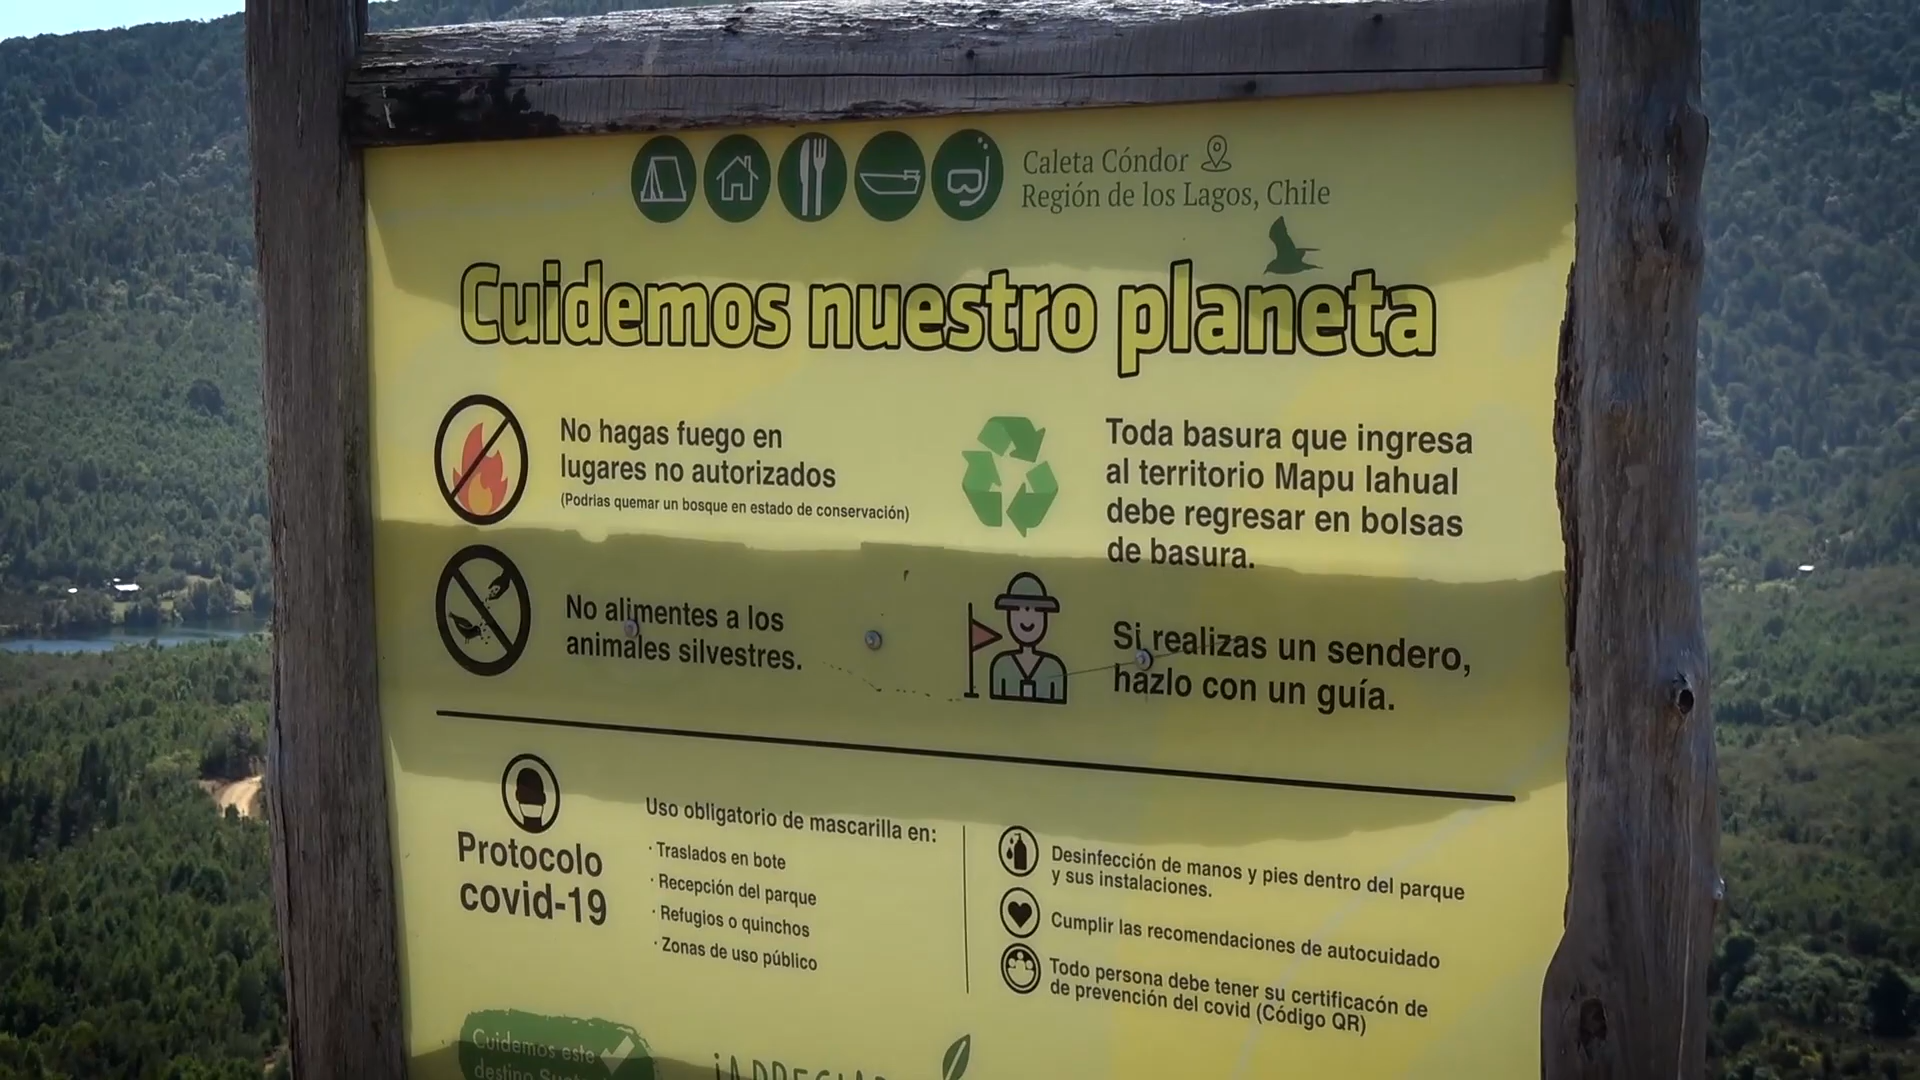 Caleta Cóndor
Región de los Lagos, Chile
Cuidemos nuestro planeta
No hagas fuego en
lugares no autorizados
(Podrias quemar un bosque en estado de conservación)
Toda basura que ingresa
al territorio Mapu lahual
debe regresar en bolsas
de basura.
No alimentes a los
animales silvestres.
Si realizas un sendero,
hazlo con un guía.
Protocolo
covid-19
Uso obligatorio de mascarilla en:
· Traslados en bote
· Recepción del parque
· Refugios o quinchos
· Zonas de uso público
Desinfección de manos y pies dentro del parque
y sus instalaciones.
Cumplir las recomendaciones de autocuidado
Todo persona debe tener su certificacón de
de prevención del covid (Código QR)
Cuidemos este
destino